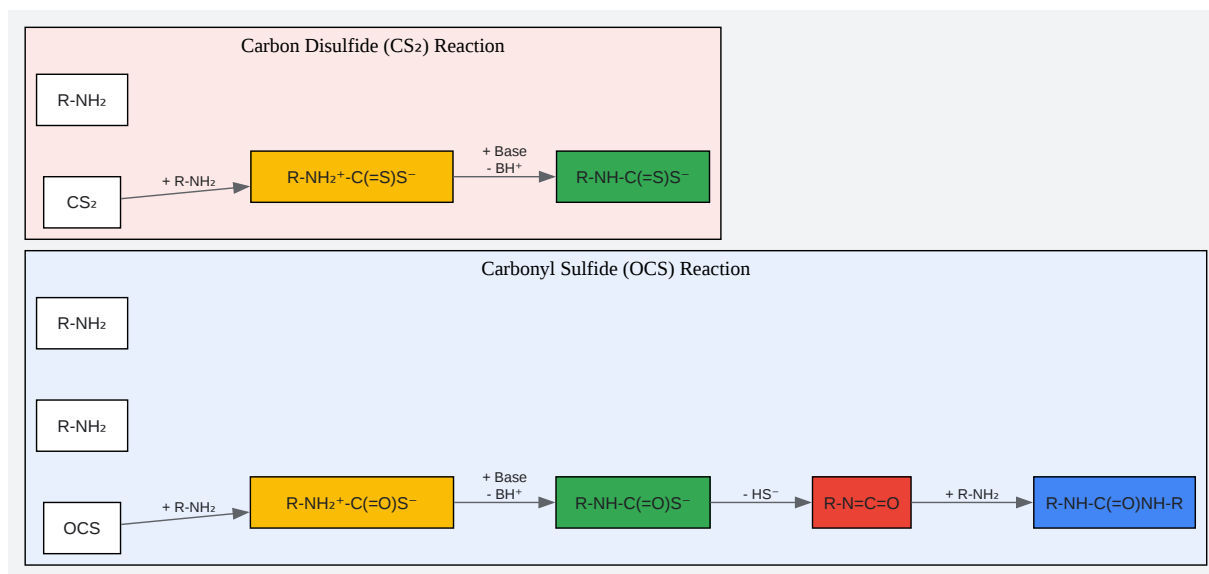 Carbon Disulfide (CS₂) Reaction
R-NH₂
CS₂
+ R-NH₂
R-NH₂⁺-C(=S)S⁻
+ Base
- BH⁺
R-NH-C(=S)S⁻
Carbonyl Sulfide (OCS) Reaction
R-NH₂
R-NH₂
OCS
+ R-NH₂
R-NH₂⁺-C(=O)S⁻
+ Base
- BH⁺
R-NH-C(=O)S⁻
- HS⁻
R-N=C=O
+ R-NH₂
R-NH-C(=O)NH-R